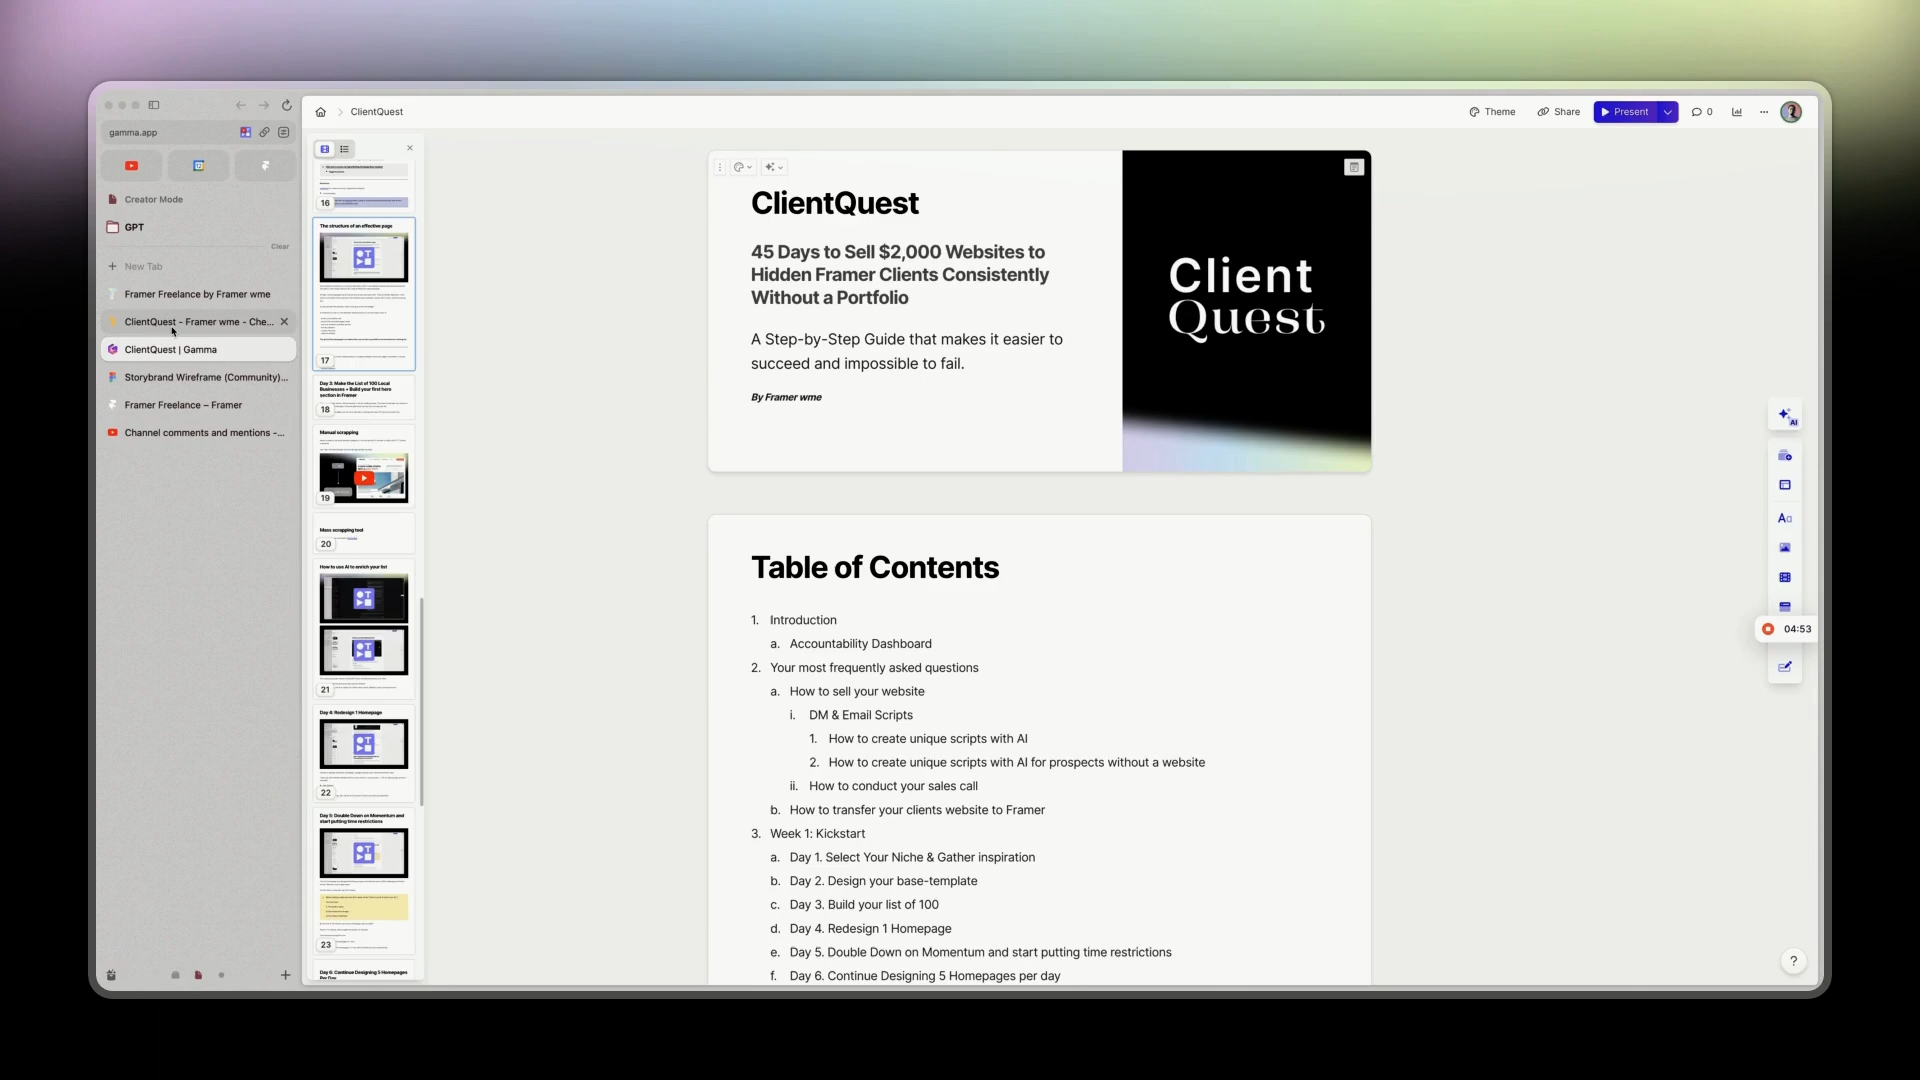 gamma.app
Creator Mode
GPT
Clear
New Tab
Framer Freelance by Framer wme
ClientQuest - Framer wme - Che...
ClientQuest | Gamma
Storybrand Wireframe (Community)...
Framer Freelance – Framer
Channel comments and mentions -...
ClientQuest
Theme
Share
Present
0
16
The structure of an effective page
17
Day 3: Make the List of 100 Local
Businesses + Build your first hero
section in Framer
18
Manual scrapping
19
Mass scrapping tool
20
How to use AI to enrich your list
21
Day 4: Redesign 1 Homepage
22
Day 5: Double Down on Momentum and
start putting time restrictions
23
Day 6: Continue Designing 5 Homepages
Per Day
ClientQuest
45 Days to Sell $2,000 Websites to
Hidden Framer Clients Consistently
Without a Portfolio
A Step-by-Step Guide that makes it easier to
succeed and impossible to fail.
By Framer wme
Client
Quest
Table of Contents
1. Introduction
a. Accountability Dashboard
2. Your most frequently asked questions
a. How to sell your website
i. DM & Email Scripts
1. How to create unique scripts with AI
2. How to create unique scripts with AI for prospects without a website
ii. How to conduct your sales call
b. How to transfer your clients website to Framer
3. Week 1: Kickstart
a. Day 1. Select Your Niche & Gather inspiration
b. Day 2. Design your base-template
c. Day 3. Build your list of 100
d. Day 4. Redesign 1 Homepage
e. Day 5. Double Down on Momentum and start putting time restrictions
f. Day 6. Continue Designing 5 Homepages per day
AI
Aa
04:53
?